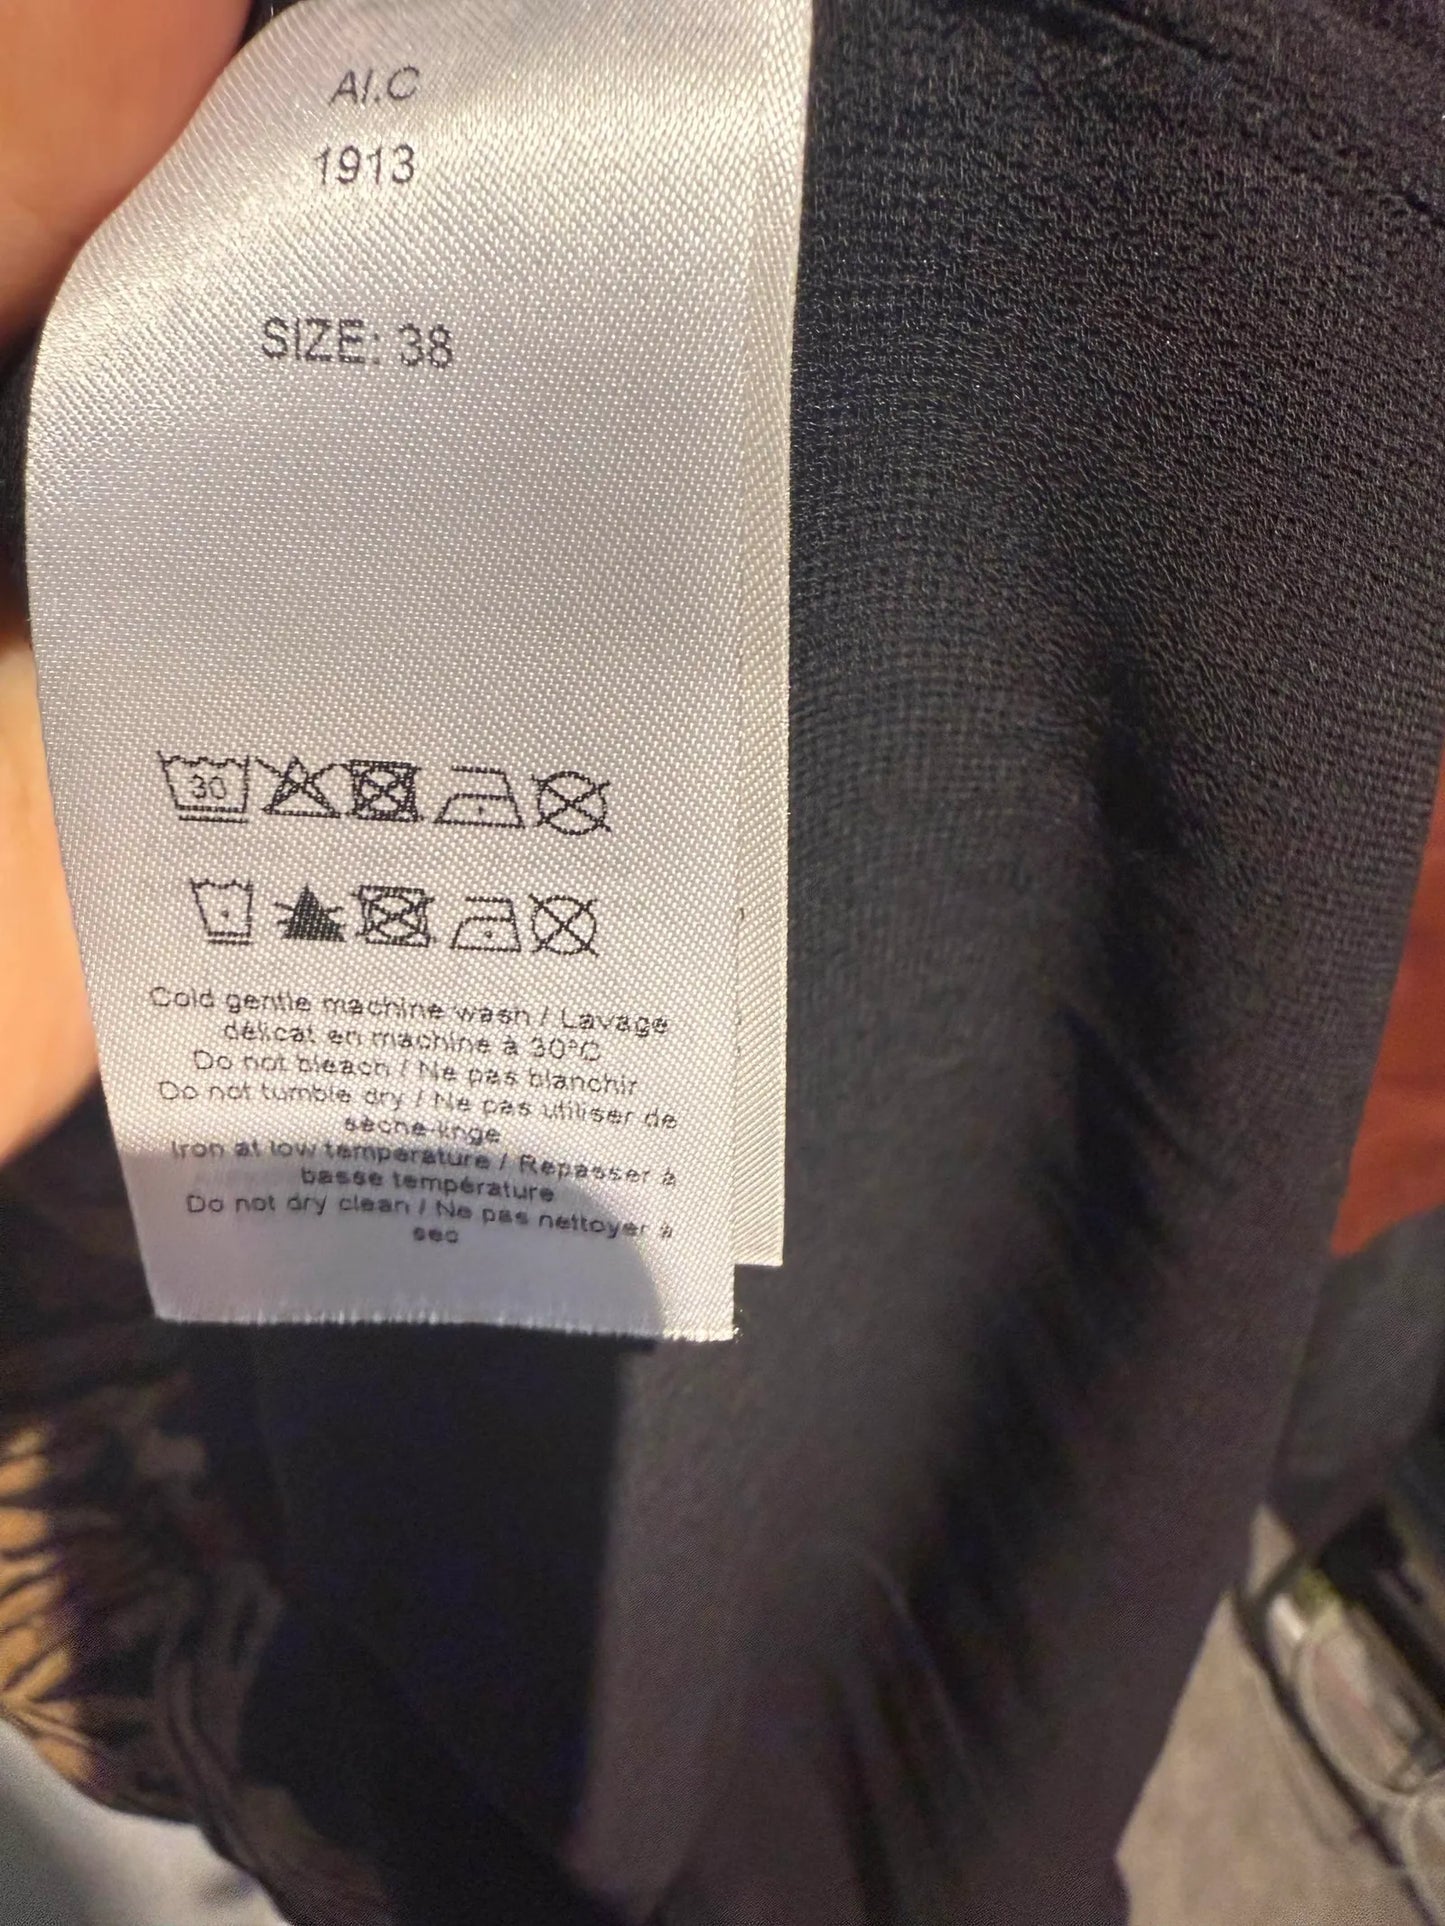 AI.C
1913
SIZE: 38
30
Cold gentle machine wash / Lavage
délicat en machine à 30°C
Do not bleach / Ne pas blanchir
Do not tumble dry / Ne pas utiliser de
sèche-linge
Iron at low temperature / Repasser à
basse température
Do not dry clean / Ne pas nettoyer à
sec